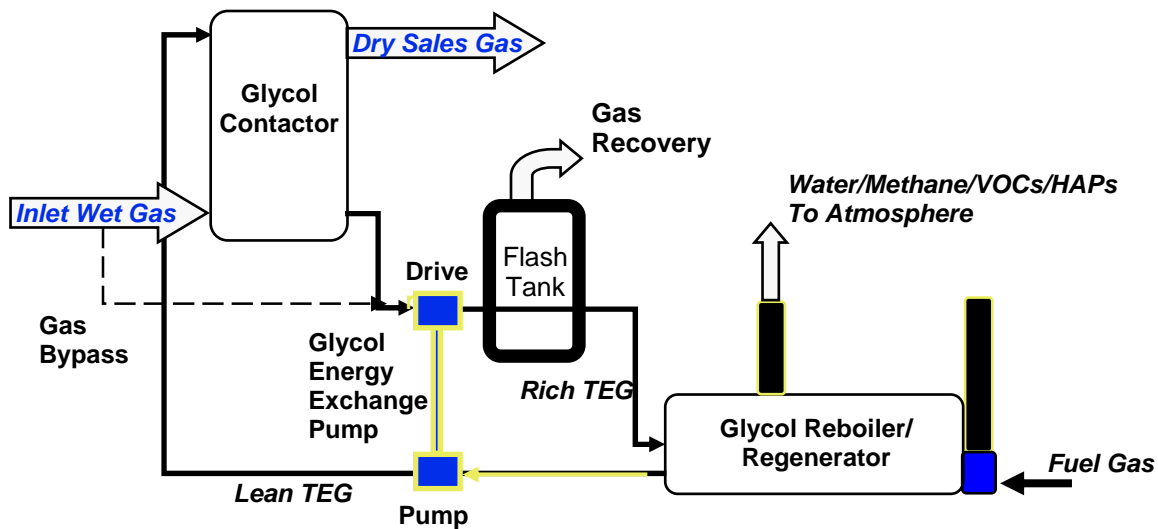 Dry Sales Gas
Glycol
Contactor
Gas
Recovery
Water/Methane/VOCs/HAPs
To Atmosphere
Inlet Wet Gas
Flash
Tank
Drive
Gas
Bypass
Glycol
Energy
Exchange
Pump
Rich TEG
Glycol Reboiler/
Regenerator
Fuel Gas
Lean TEG
Pump